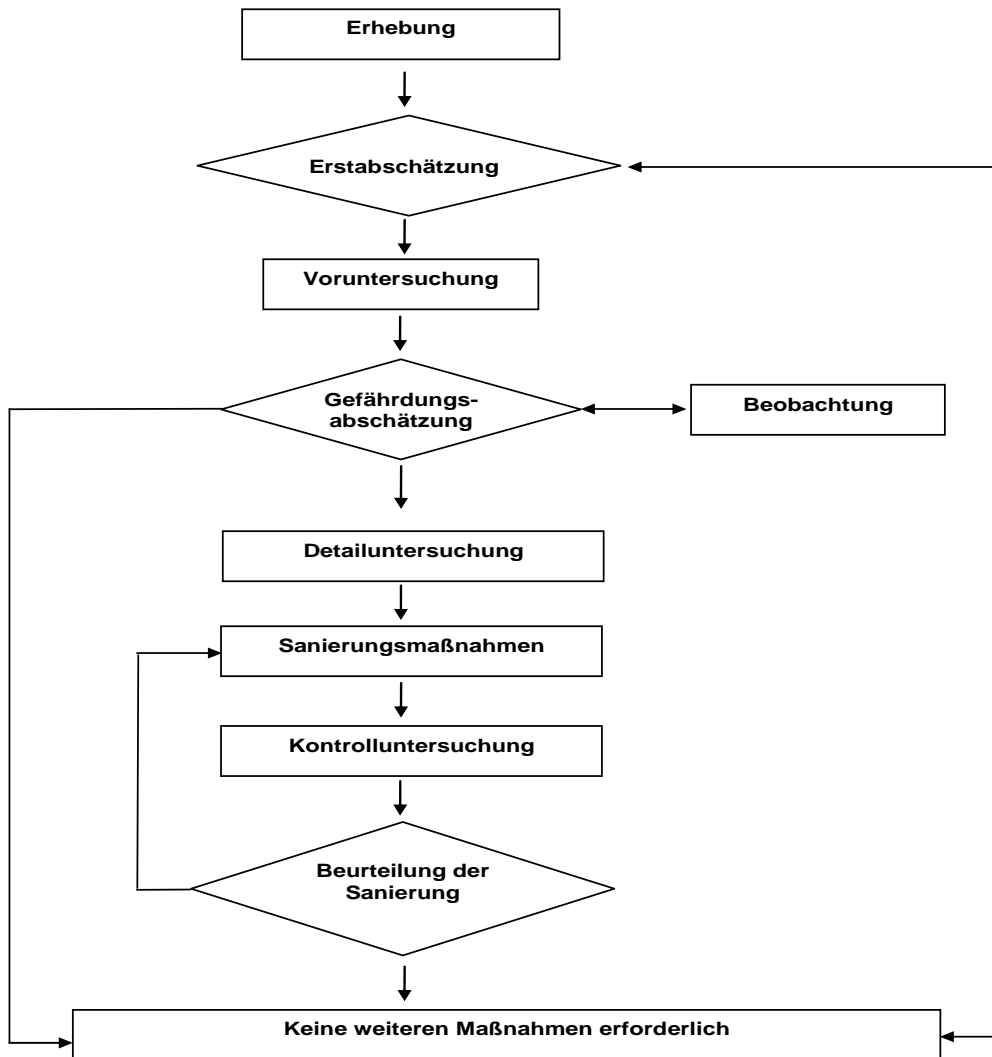 Erhebung
Erstabschätzung
Voruntersuchung
Gefährdungs-
abschätzung
Beobachtung
Detailuntersuchung
Sanierungsmaßnahmen
Kontrolluntersuchung
Beurteilung der
Sanierung
Keine weiteren Maßnahmen erforderlich